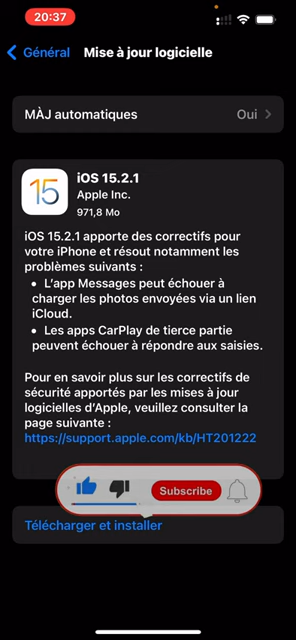 20:37
Général
Mise à jour logicielle
MÀJ automatiques
Oui
15
iOS 15.2.1
Apple Inc.
971,8 Mo
iOS 15.2.1 apporte des correctifs pour
votre iPhone et résout notamment les
problèmes suivants :
• L'app Messages peut échouer à
charger les photos envoyées via un lien
iCloud.
• Les apps CarPlay de tierce partie
peuvent échouer à répondre aux saisies.
Pour en savoir plus sur les correctifs de
sécurité apportés par les mises à jour
logicielles d'Apple, veuillez consulter la
page suivante :
https://support.apple.com/kb/HT201222
Subscribe
Télécharger et installer